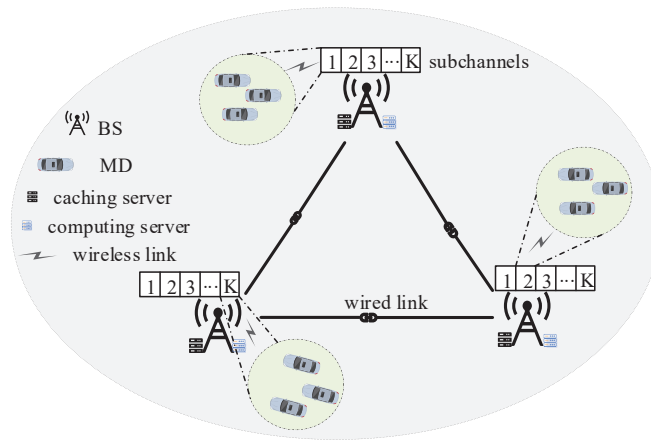 1 2 3 ··· K subchannels
BS
MD
caching server
computing server
wireless link
1 2 3 ··· K
1 2 3 ··· K
wired link